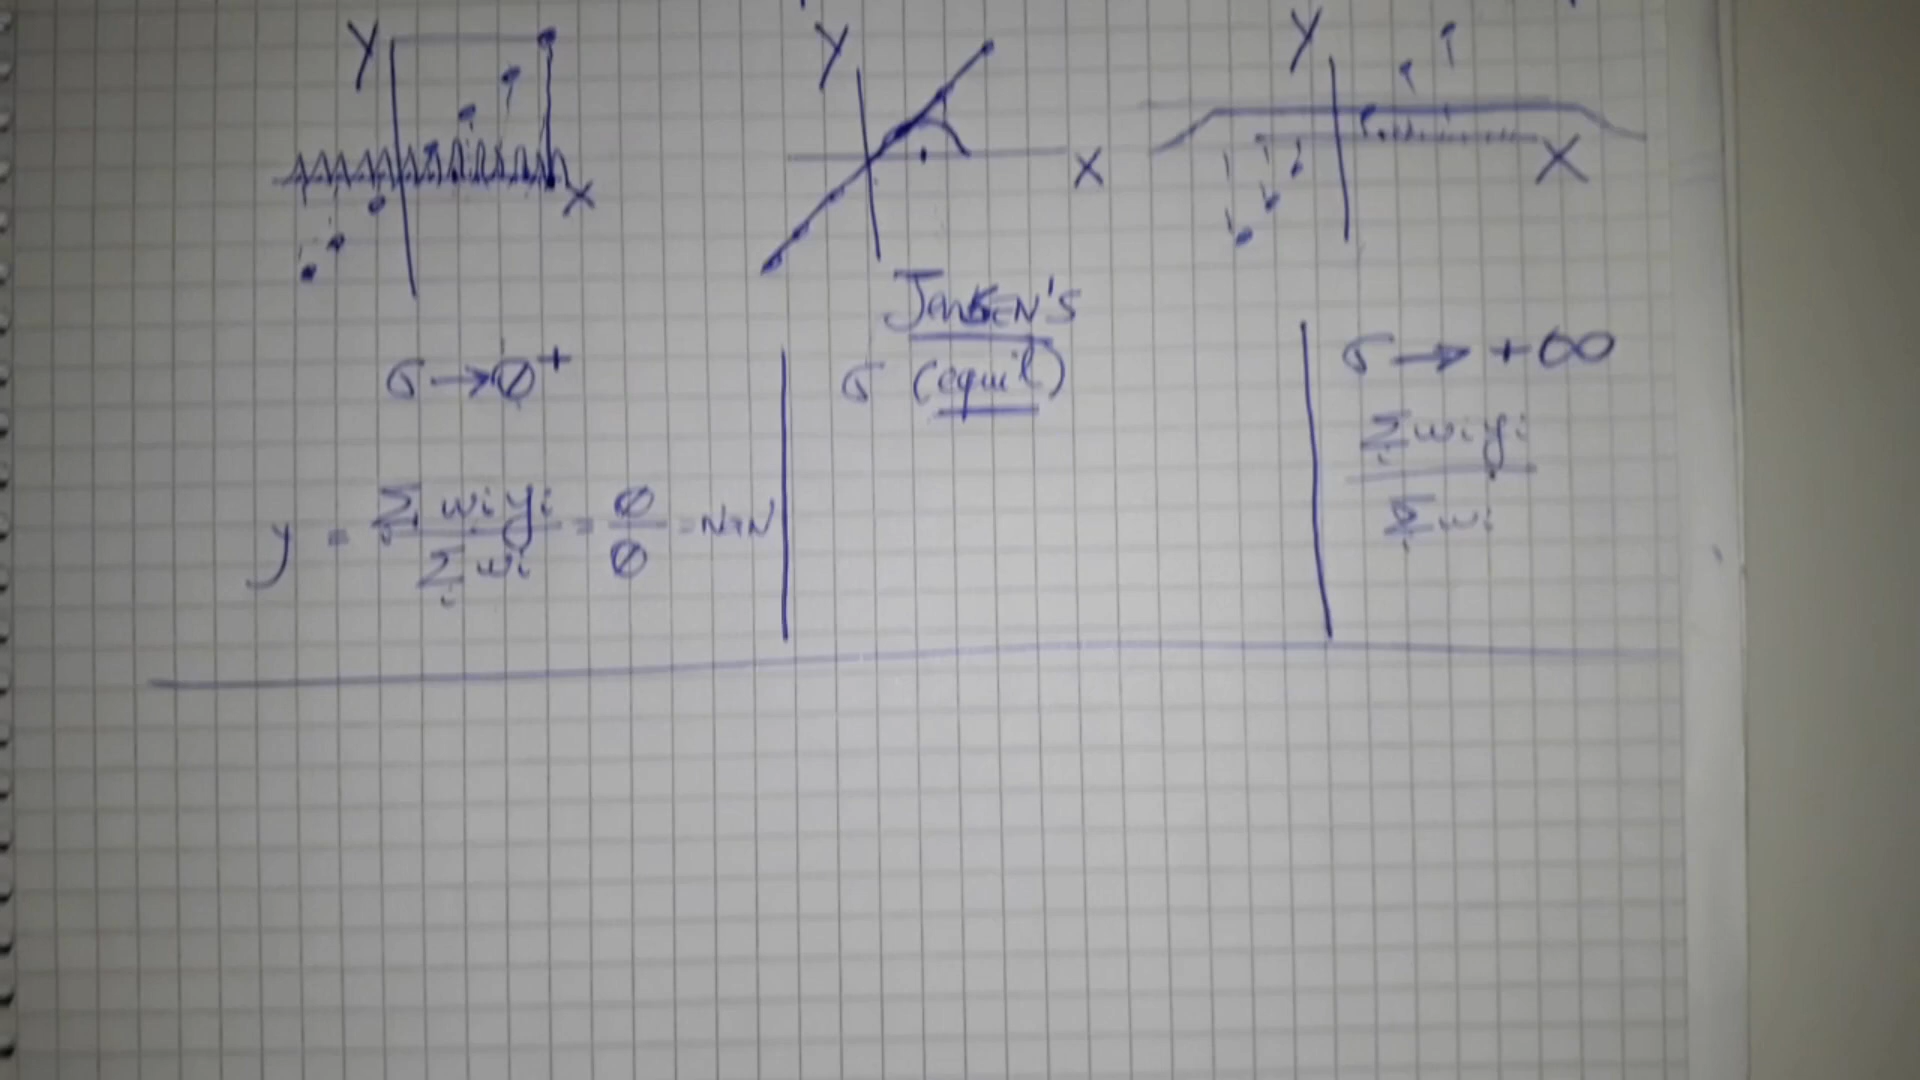 y
x
y
x
y
x
JENSEN'S
σ → 0⁺
σ (equil)
σ → +∞
y = Σᵢ wᵢyᵢ / Σᵢ wᵢ = 0/0 = NaN
Σᵢ wᵢyᵢ / Σᵢ wᵢ